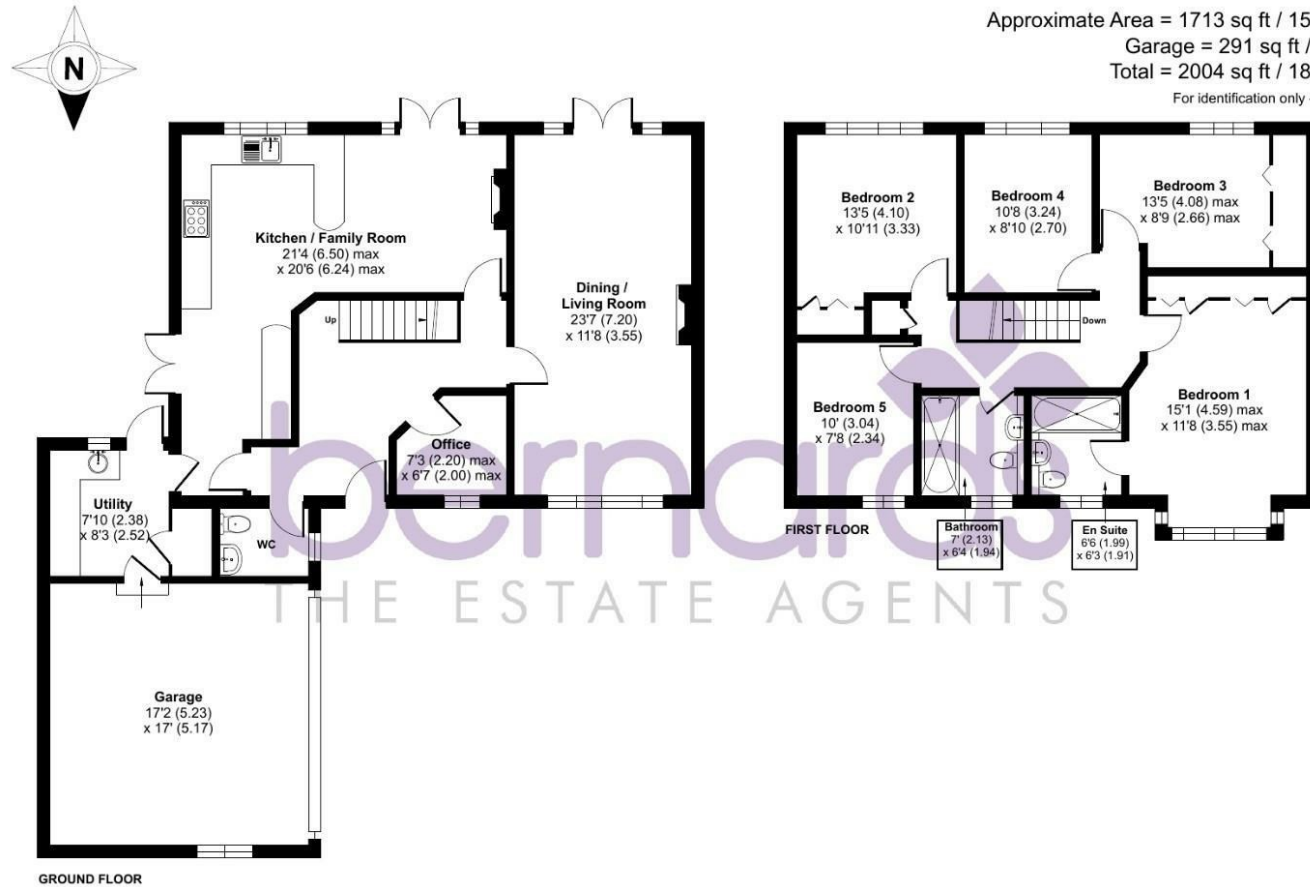 Approximate Area = 1713 sq ft / 15
Garage = 291 sq ft /
Total = 2004 sq ft / 18
For identification only
N
Kitchen / Family Room
21'4 (6.50) max
x 20'6 (6.24) max
Dining /
Living Room
23'7 (7.20)
x 11'8 (3.55)
Up
Office
7'3 (2.20) max
x 6'7 (2.00) max
Utility
7'10 (2.38)
x 8'3 (2.52)
WC
Garage
17'2 (5.23)
x 17' (5.17)
GROUND FLOOR
Bedroom 2
13'5 (4.10)
x 10'11 (3.33)
Bedroom 4
10'8 (3.24)
x 8'10 (2.70)
Bedroom 3
13'5 (4.08) max
x 8'9 (2.66) max
Down
Bedroom 5
10' (3.04)
x 7'8 (2.34)
Bedroom 1
15'1 (4.59) max
x 11'8 (3.55) max
FIRST FLOOR
Bathroom
7' (2.13)
x 6'4 (1.94)
En Suite
6'6 (1.99)
x 6'3 (1.91)
bernards
THE ESTATE AGENTS